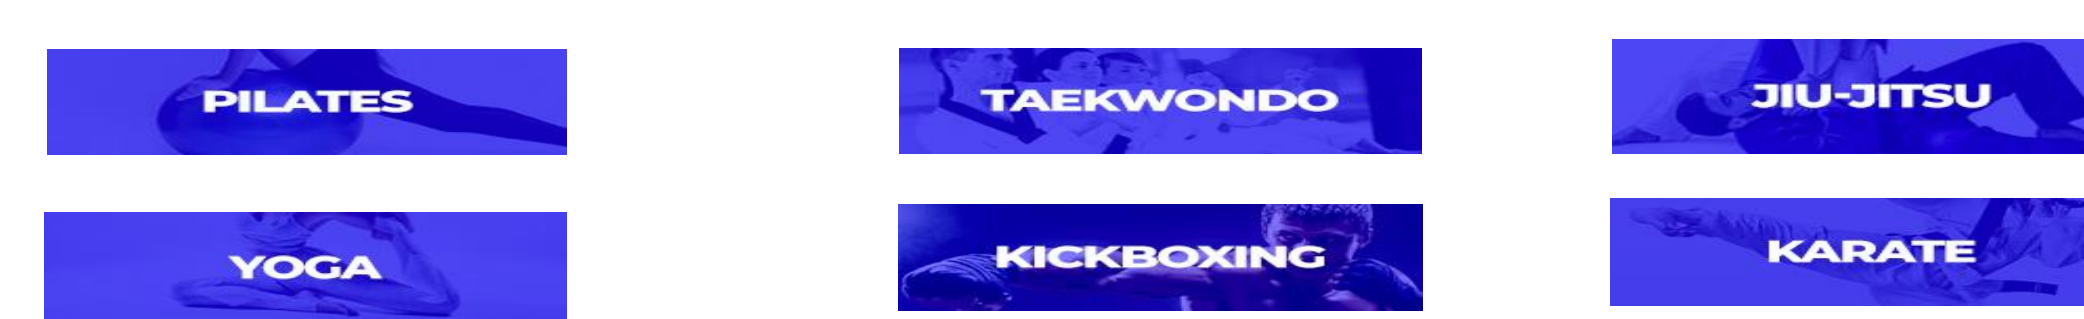 PILATES
TAEKWONDO
JIU-JITSU
YOGA
KICKBOXING
KARATE